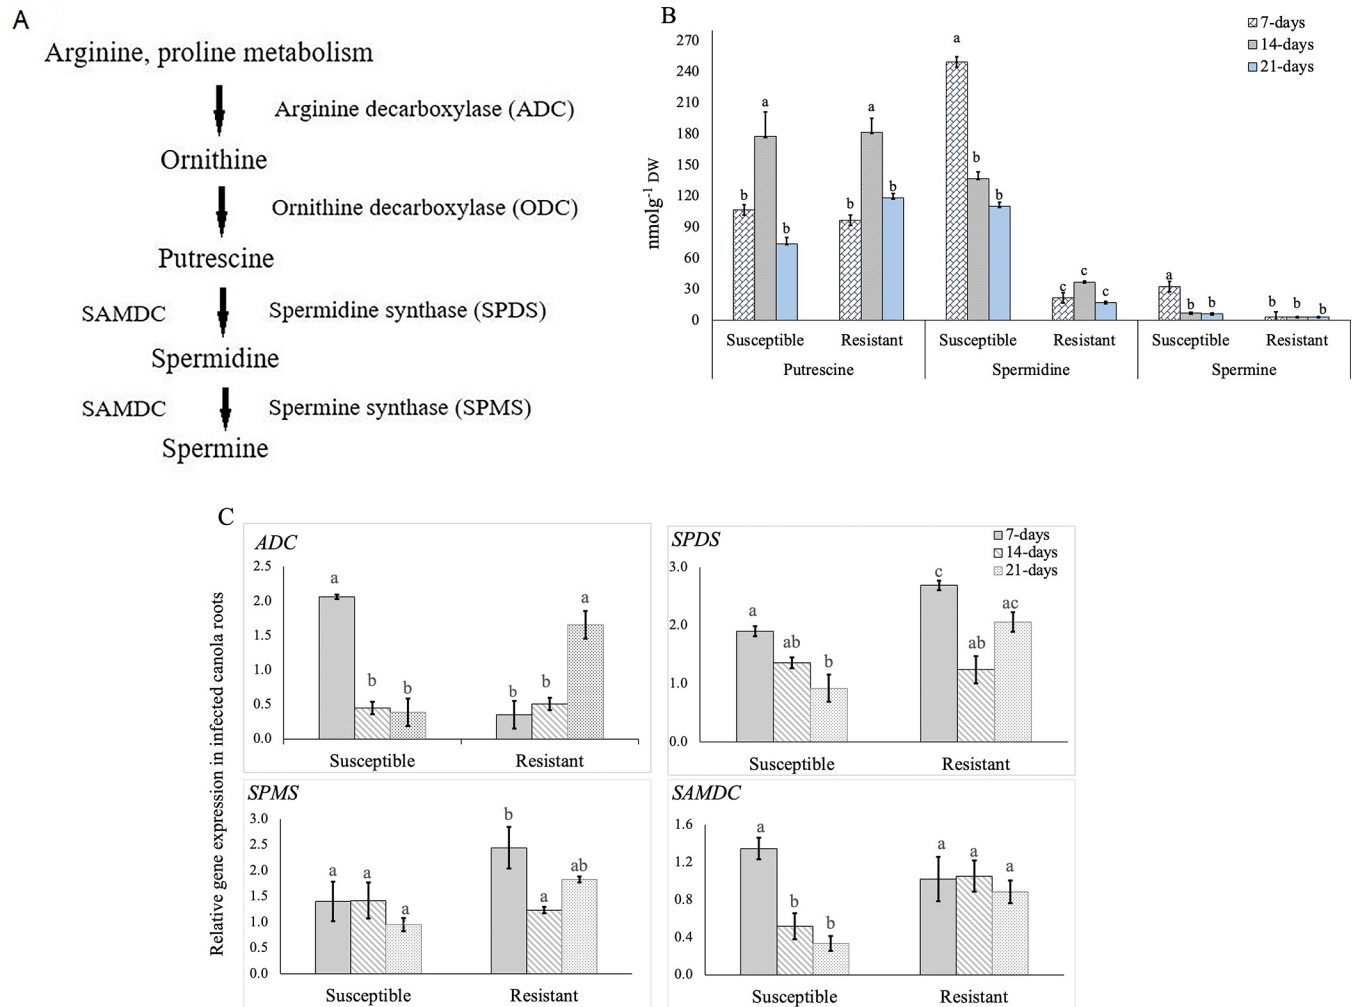 A
Arginine, proline metabolism
Arginine decarboxylase (ADC)
Ornithine
Ornithine decarboxylase (ODC)
Putrescine
SAMDC
Spermidine synthase (SPDS)
Spermidine
SAMDC
Spermine synthase (SPMS)
Spermine
B
7-days
14-days
21-days
nmolg-1 DW
270
240
210
180
150
120
90
60
30
0
b
a
b
b
a
b
a
b
b
c
c
c
a
b
b
b
b
b
Susceptible
Resistant
Susceptible
Resistant
Susceptible
Resistant
Putrescine
Spermidine
Spermine
C
Relative gene expression in infected canola roots
ADC
2.5
2.0
1.5
1.0
0.5
0.0
a
b
b
b
b
a
Susceptible
Resistant
SPDS
7-days
14-days
21-days
3.0
2.0
1.0
0.0
a
ab
b
c
ab
ac
Susceptible
Resistant
SPMS
3.0
2.5
2.0
1.5
1.0
0.5
0.0
a
a
a
b
a
ab
Susceptible
Resistant
SAMDC
1.6
1.2
0.8
0.4
0.0
a
b
b
a
a
a
Susceptible
Resistant